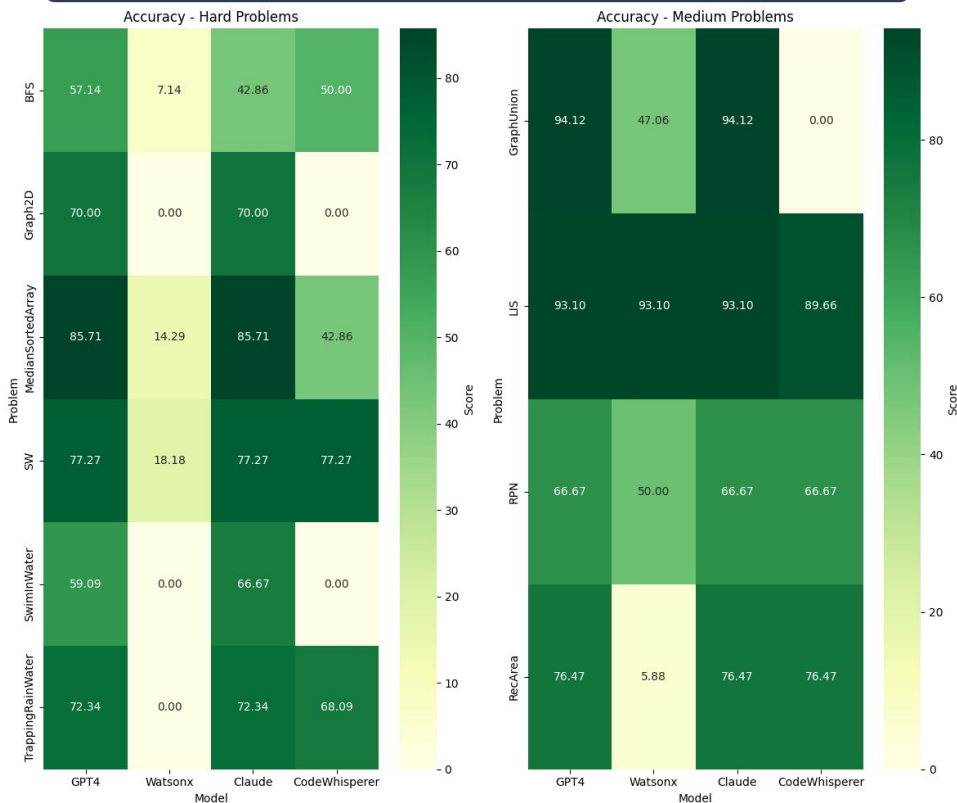 Accuracy - Hard Problems
Problem
BFS
57.14 7.14 42.86 50.00
Graph2D
70.00 0.00 70.00 0.00
MedianSortedArray
85.71 14.29 85.71 42.86
SW
77.27 18.18 77.27 77.27
SwimInWater
59.09 0.00 66.67 0.00
TrappingRainWater
72.34 0.00 72.34 68.09
GPT4 Watsonx Claude CodeWhisperer
Model
80
70
60
50
40
30
20
10
0
Score
Accuracy - Medium Problems
Problem
GraphUnion
94.12 47.06 94.12 0.00
LIS
93.10 93.10 93.10 89.66
RPN
66.67 50.00 66.67 66.67
RecArea
76.47 5.88 76.47 76.47
GPT4 Watsonx Claude CodeWhisperer
Model
80
60
40
20
0
Score